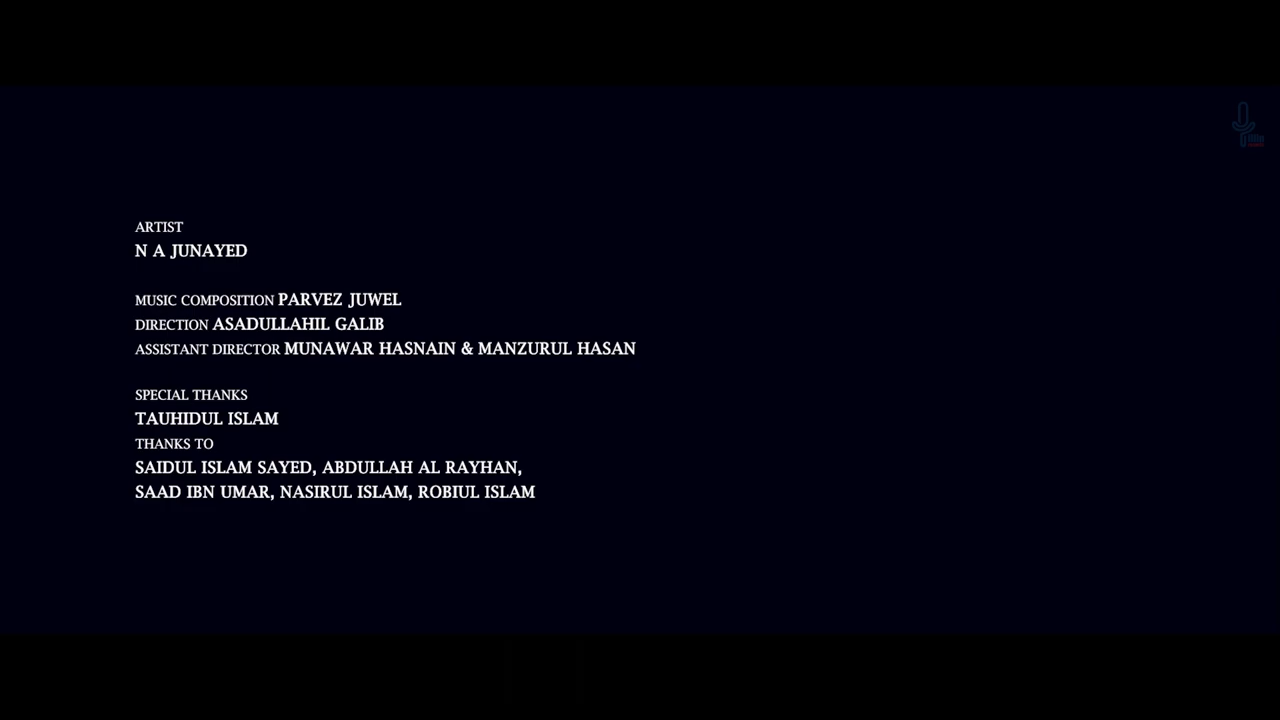 ARTIST
N A JUNAYED
MUSIC COMPOSITION PARVEZ JUWEL
DIRECTION ASADULLAHIL GALIB
ASSISTANT DIRECTOR MUNAWAR HASNAIN & MANZURUL HASAN
SPECIAL THANKS
TAUHIDUL ISLAM
THANKS TO
SAIDUL ISLAM SAYED, ABDULLAH AL RAYHAN,
SAAD IBN UMAR, NASIRUL ISLAM, ROBIUL ISLAM